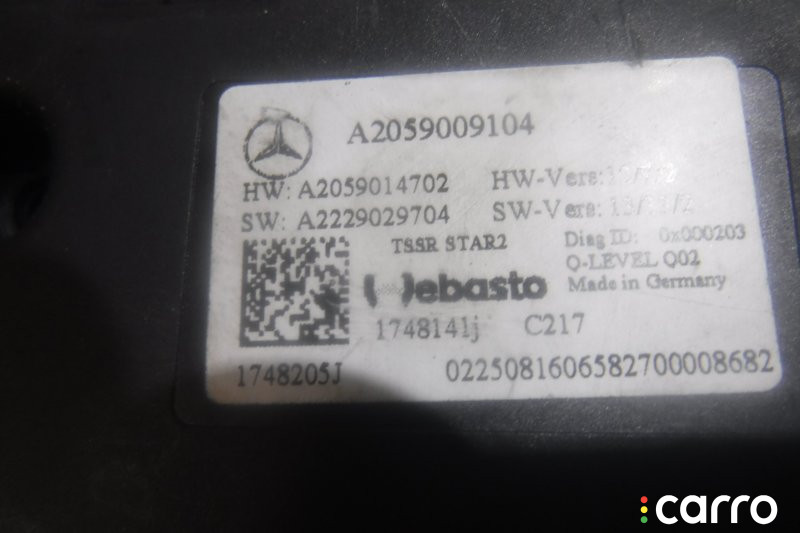 A2059009104
HW: A2059014702 HW-Vers:
SW: A2229029704 SW-Vers:
TSSR STAR2 Diag ID: 0x000203
Q-LEVEL Q02
Webasto Made in Germany
1748141j C217
1748205J 0225081606582700008682
carro